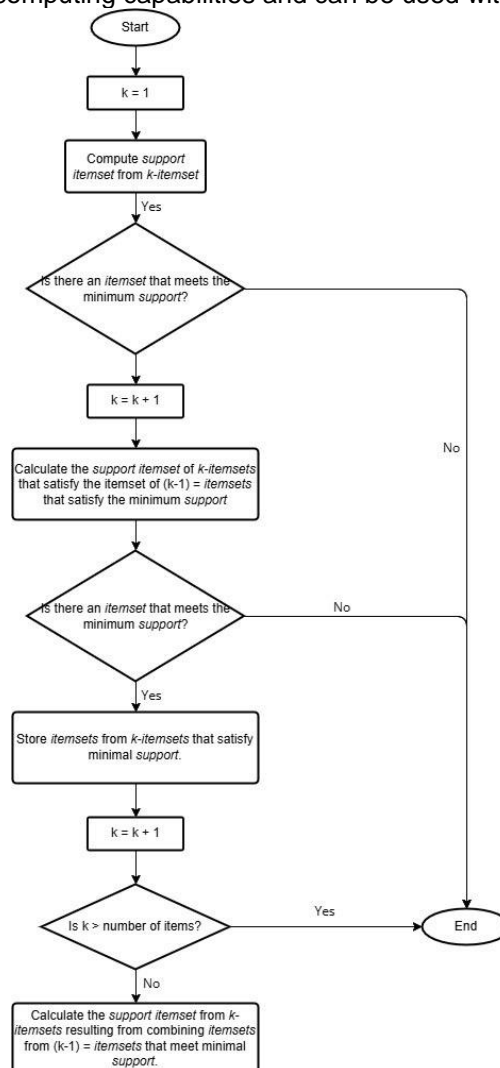 computing capabilities and can be used wit
Start
k = 1
Compute support
itemset from k-itemset
Yes
Is there an itemset that meets the
minimum support?
k = k + 1
No
Calculate the support itemset of k-itemsets
that satisfy the itemset of (k-1) = itemsets
that satisfy the minimum support
Is there an itemset that meets the
minimum support?
No
Yes
Store itemsets from k-itemsets that satisfy
minimal support.
k = k + 1
Is k > number of items?
Yes
End
No
Calculate the support itemset from k-
itemsets resulting from combining itemsets
from (k-1) = itemsets that meet minimal
support.